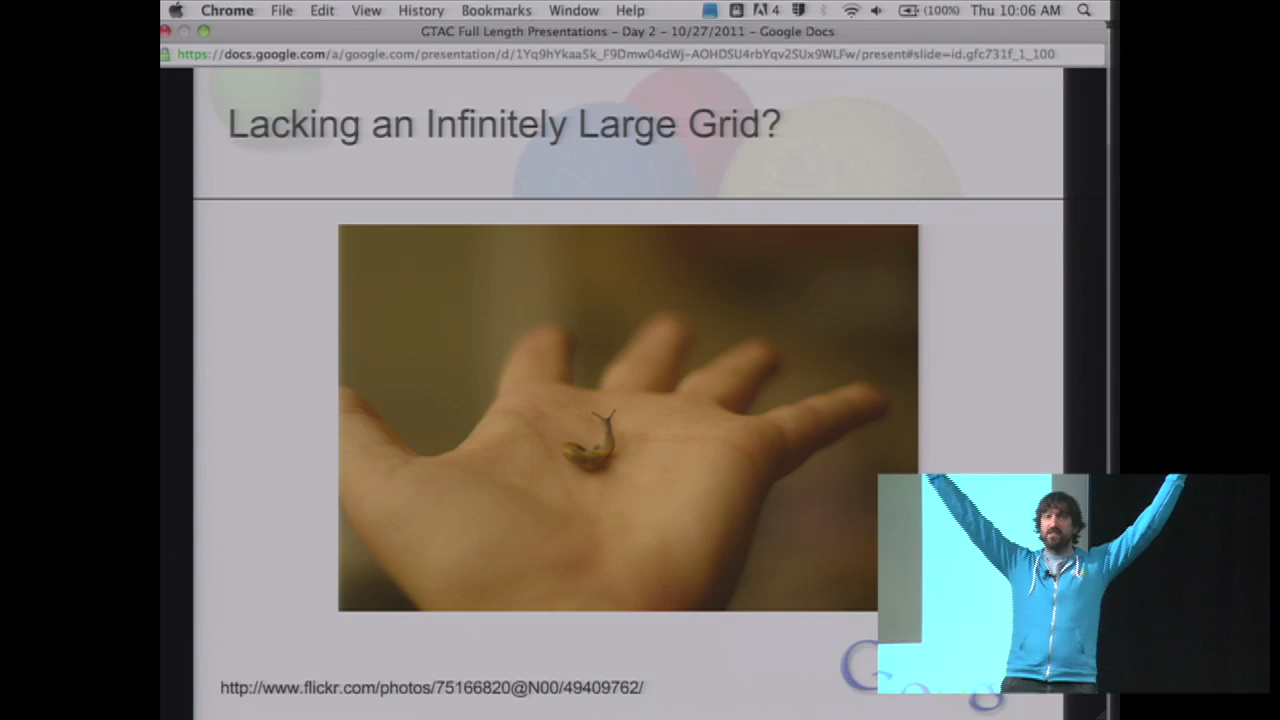 Chrome File Edit View History Bookmarks Window Help 4 (100%) Thu 10:06 AM
GTAC Full Length Presentations – Day 2 – 10/27/2011 – Google Docs
https://docs.google.com/a/google.com/presentation/d/1Yq9hYkaa5k_F9Dmw04dWj-AOHDSU4rbYqv2SUx9WLFw/present#slide=id.gfc731f_1_100
Lacking an Infinitely Large Grid?
http://www.flickr.com/photos/75166820@N00/49409762/
Goog